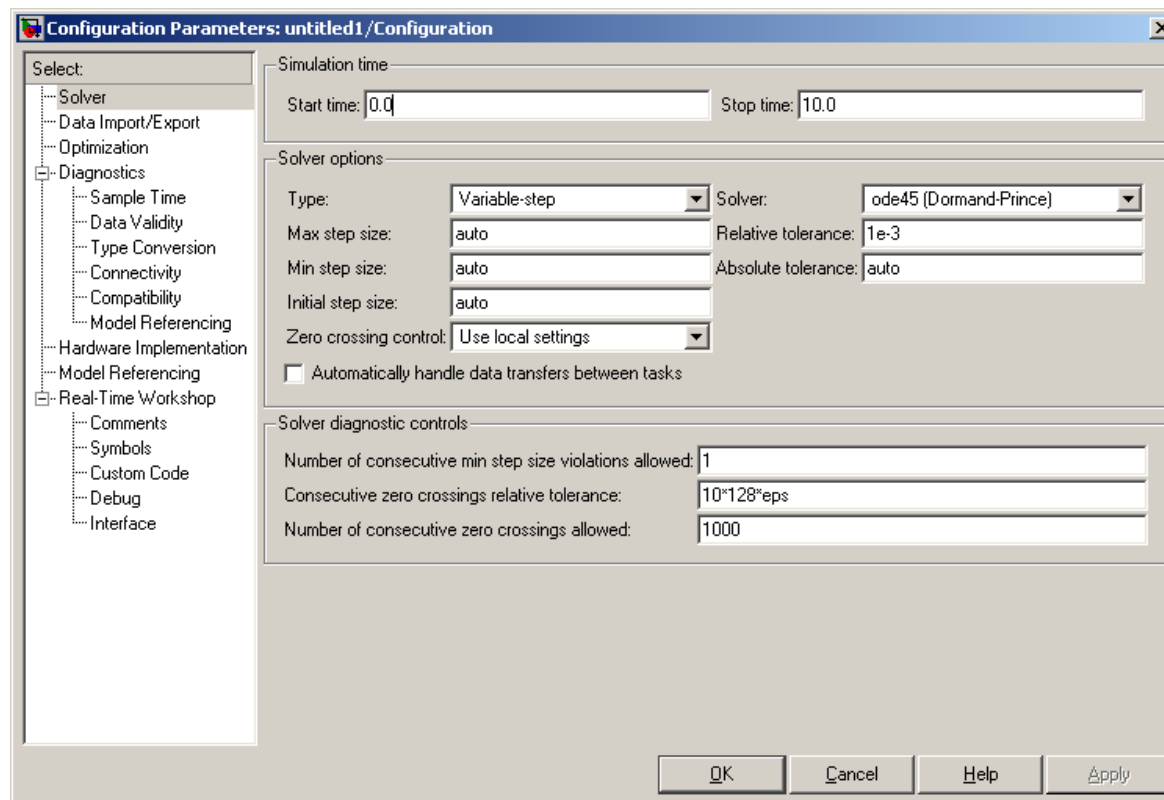 Configuration Parameters: untitled1/Configuration
Select:
Solver
Data Import/Export
Optimization
Diagnostics
Sample Time
Data Validity
Type Conversion
Connectivity
Compatibility
Model Referencing
Hardware Implementation
Model Referencing
Real-Time Workshop
Comments
Symbols
Custom Code
Debug
Interface
Simulation time
Start time: 0.0 Stop time: 10.0
Solver options
Type: Variable-step Solver: ode45 (Dormand-Prince)
Max step size: auto Relative tolerance: 1e-3
Min step size: auto Absolute tolerance: auto
Initial step size: auto
Zero crossing control: Use local settings
Automatically handle data transfers between tasks
Solver diagnostic controls
Number of consecutive min step size violations allowed: 1
Consecutive zero crossings relative tolerance: 10*128*eps
Number of consecutive zero crossings allowed: 1000
OK Cancel Help Apply